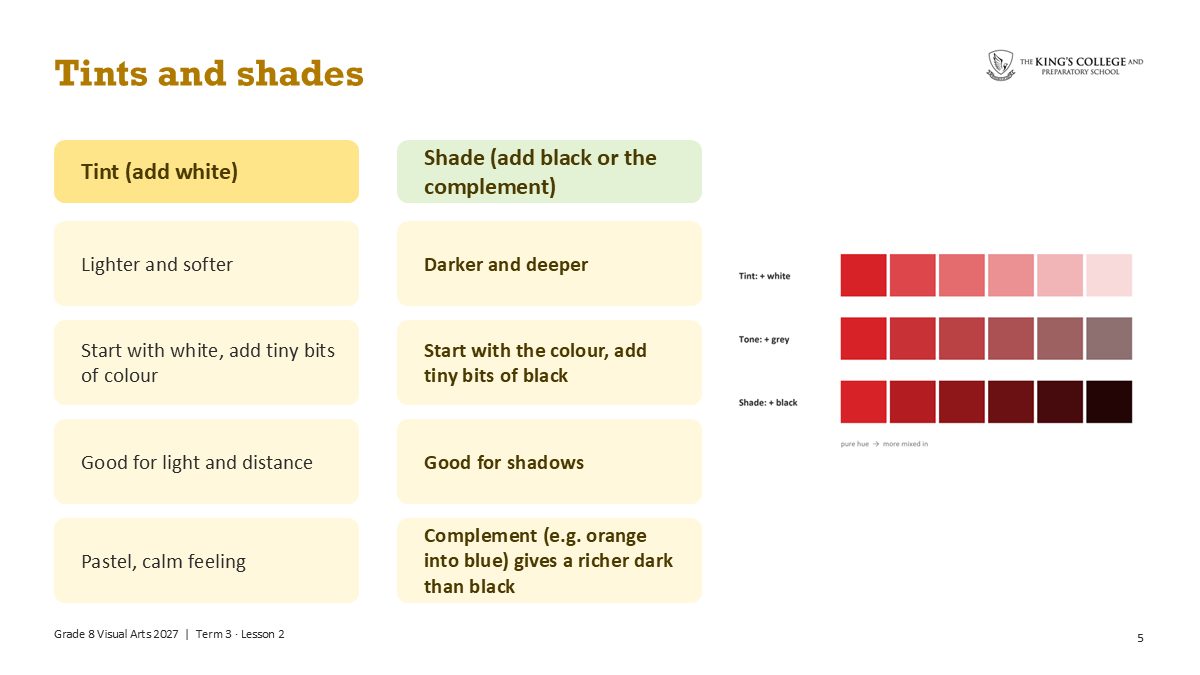 Tints and shades
THE KING'S COLLEGE AND
PREPARATORY SCHOOL
Tint (add white)
Shade (add black or the
complement)
Lighter and softer
Darker and deeper
Start with white, add tiny bits
of colour
Start with the colour, add
tiny bits of black
Good for light and distance
Good for shadows
Pastel, calm feeling
Complement (e.g. orange
into blue) gives a richer dark
than black
Tint: + white
Tone: + grey
Shade: + black
pure hue → more mixed in
Grade 8 Visual Arts 2027 | Term 3 · Lesson 2
5